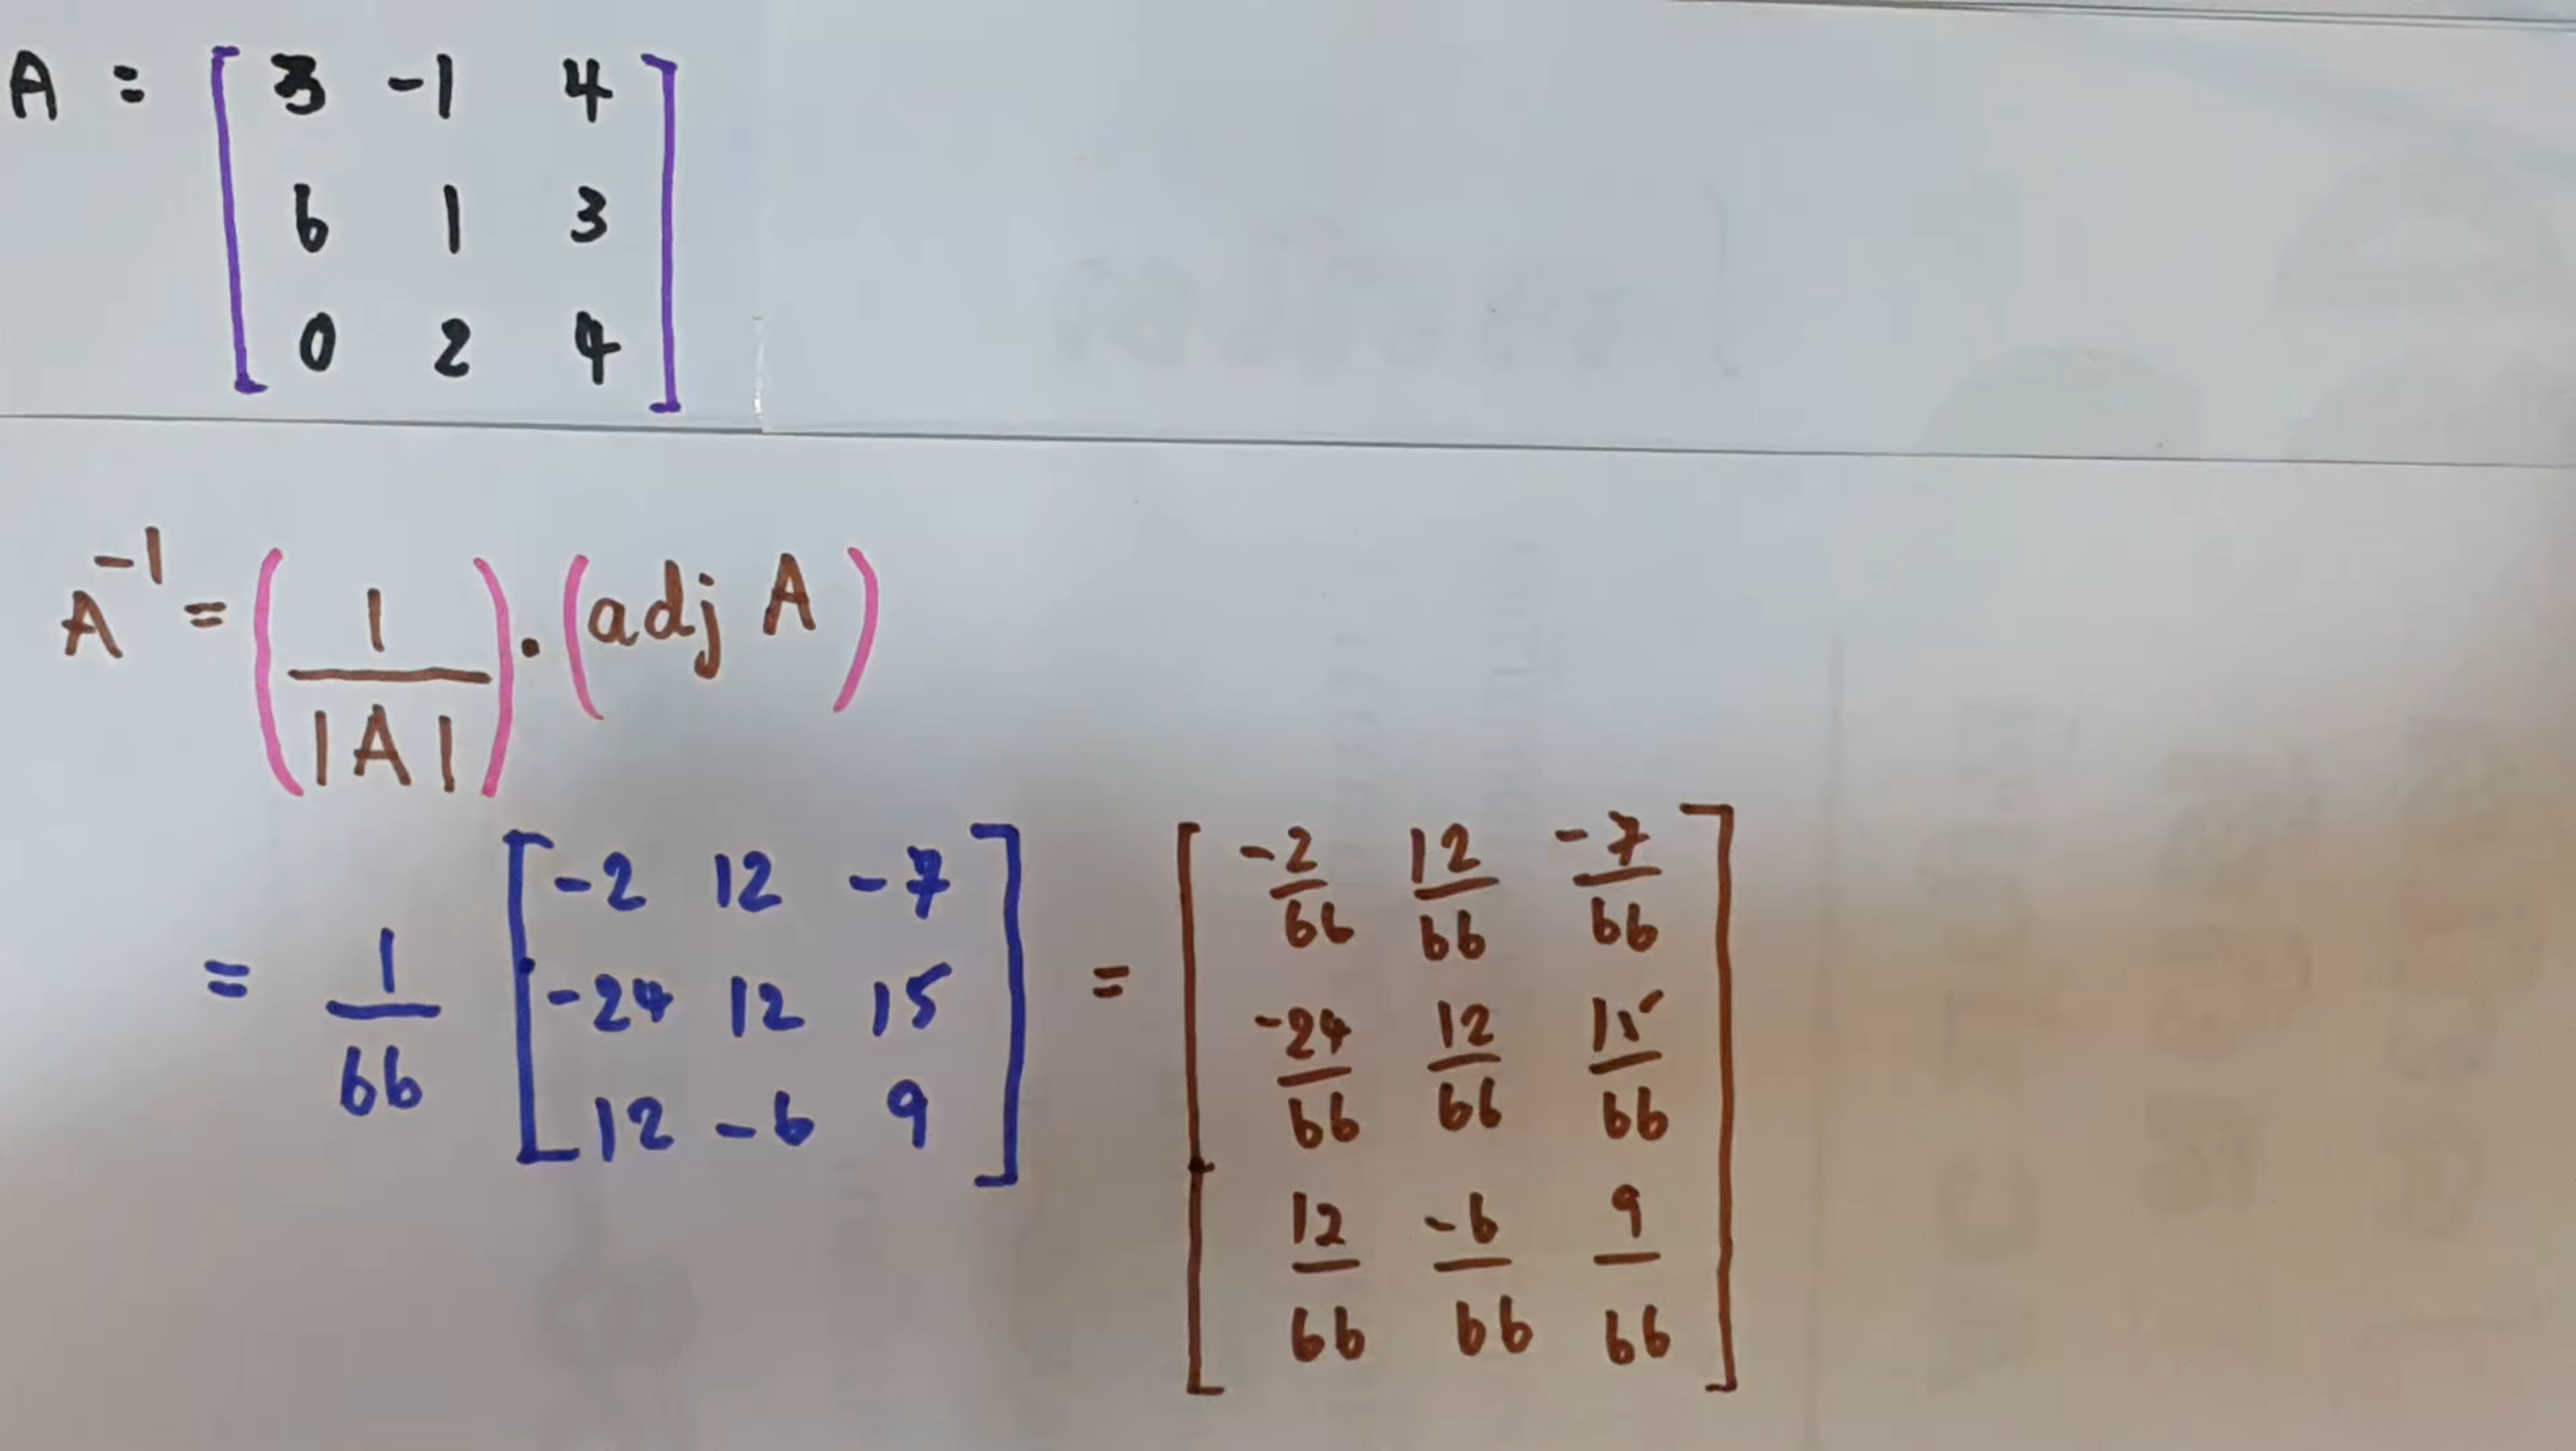 A = [ 3 -1 4
6 1 3
0 2 4 ]
A⁻¹ = (1/|A|) · (adj A)
= 1/66 [ -2 12 -7
-24 12 15
12 -6 9 ] = [ -2/66 12/66 -7/66
-24/66 12/66 15/66
12/66 -6/66 9/66 ]